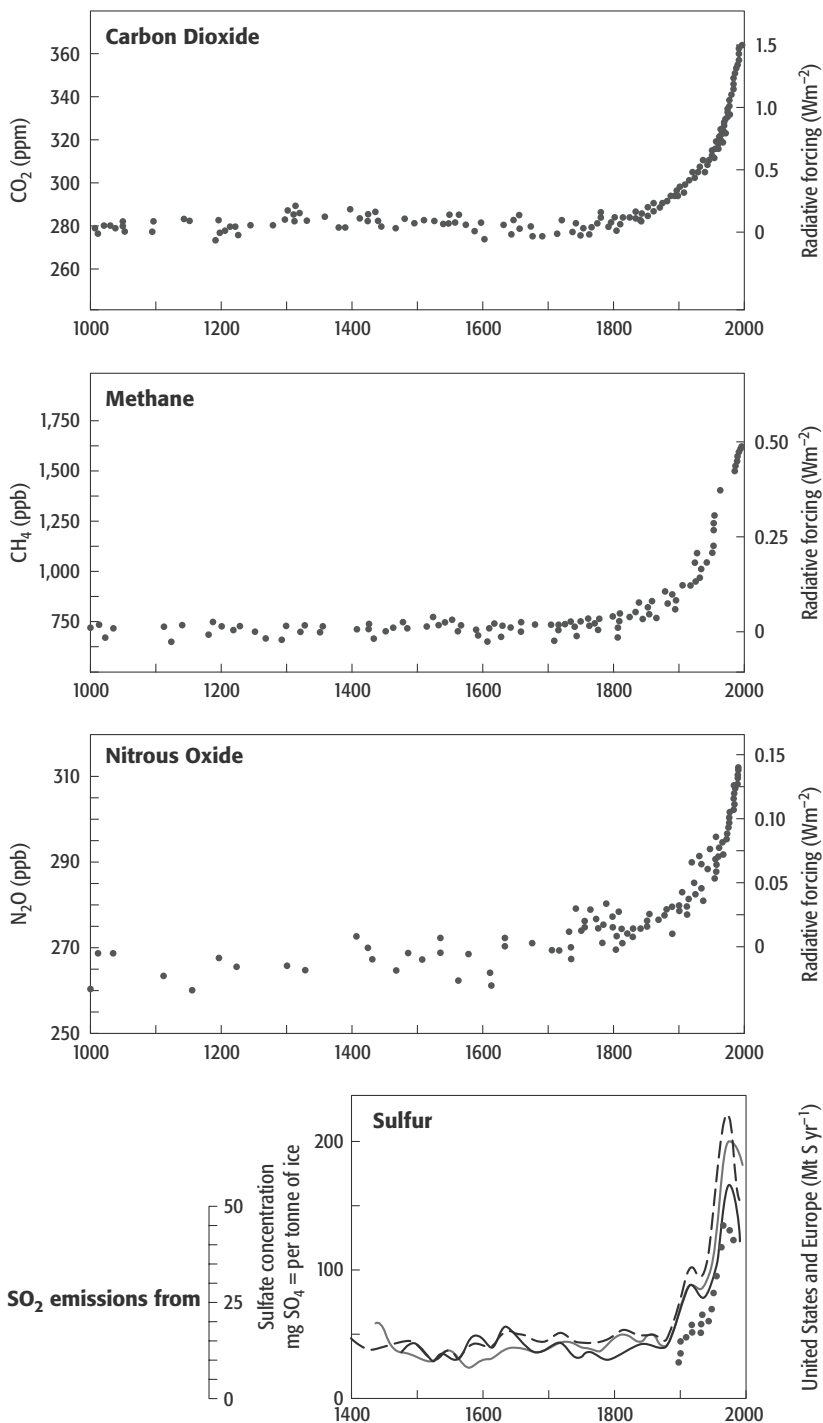 Carbon Dioxide
CO₂ (ppm)
360
340
320
300
280
260
1.5
1.0
0.5
0
Radiative forcing (Wm⁻²)
1000 1200 1400 1600 1800 2000
Methane
CH₄ (ppb)
1,750
1,500
1,250
1,000
750
0.50
0.25
0
Radiative forcing (Wm⁻²)
1000 1200 1400 1600 1800 2000
Nitrous Oxide
N₂O (ppb)
310
290
270
250
0.15
0.10
0.05
0
Radiative forcing (Wm⁻²)
1000 1200 1400 1600 1800 2000
Sulfur
SO₂ emissions from
50
25
0
Sulfate concentration
mg SO₄ = per tonne of ice
200
100
0
United States and Europe (Mt S yr⁻¹)
1400 1600 1800 2000